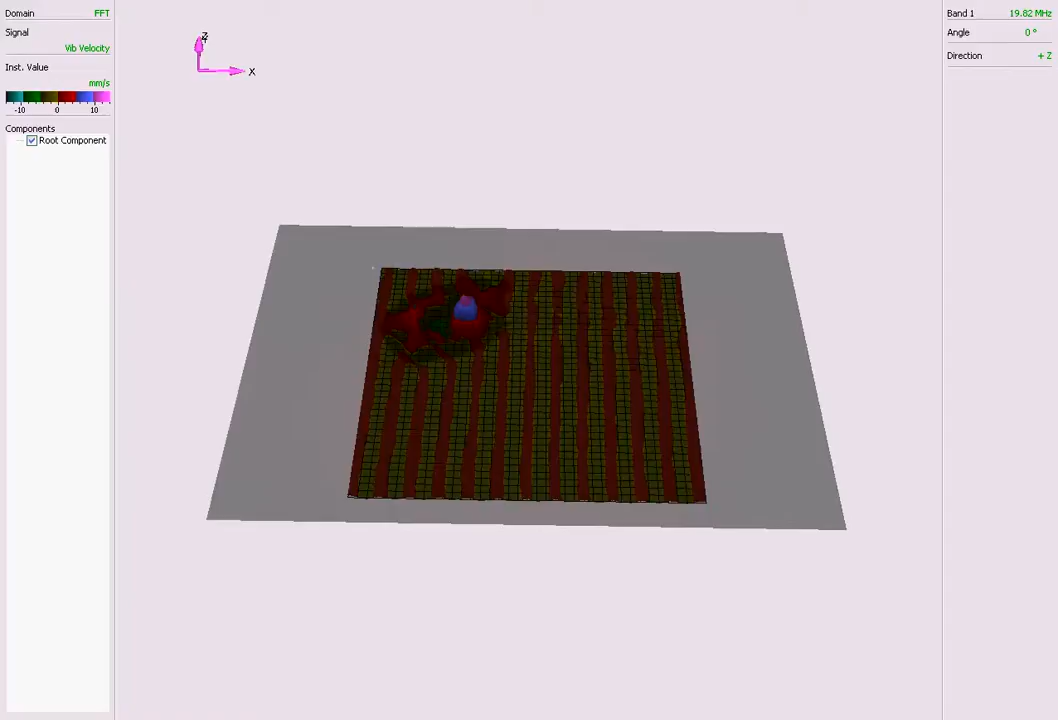 Domain FFT
Signal
Vib Velocity
Inst. Value
mm/s
-10 0 10
Components
Root Component
Z
X
Band 1 19.82 MHz
Angle 0 °
Direction + Z